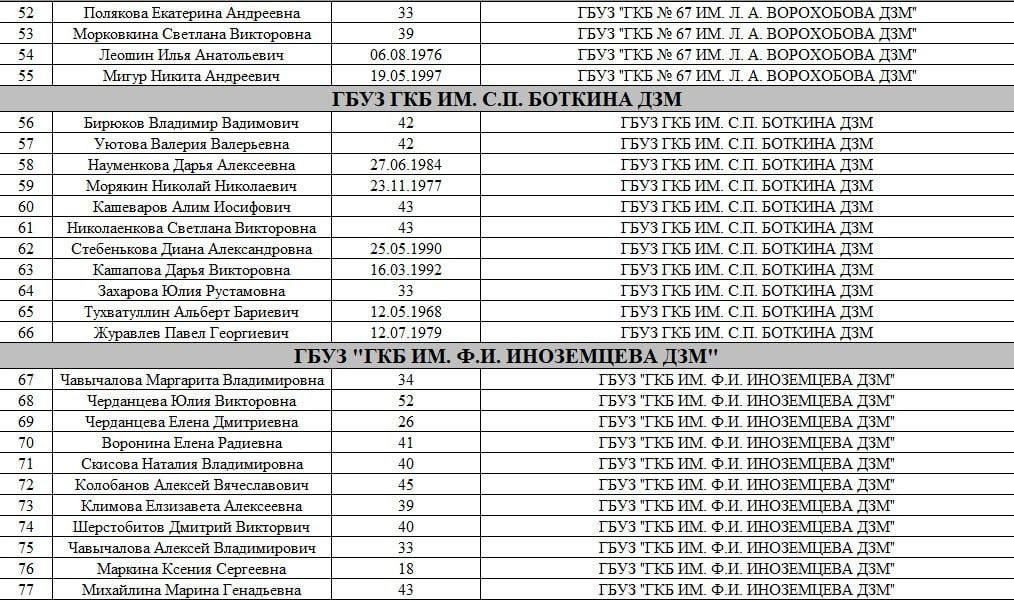 52 Полякова Екатерина Андреевна 33 ГБУЗ "ГКБ № 67 ИМ. Л. А. ВОРОХОБОВА ДЗМ"
53 Морковкина Светлана Викторовна 39 ГБУЗ "ГКБ № 67 ИМ. Л. А. ВОРОХОБОВА ДЗМ"
54 Леошин Илья Анатольевич 06.08.1976 ГБУЗ "ГКБ № 67 ИМ. Л. А. ВОРОХОБОВА ДЗМ"
55 Мигур Никита Андреевич 19.05.1997 ГБУЗ "ГКБ № 67 ИМ. Л. А. ВОРОХОБОВА ДЗМ"
ГБУЗ ГКБ ИМ. С.П. БОТКИНА ДЗМ
56 Бирюков Владимир Вадимович 42 ГБУЗ ГКБ ИМ. С.П. БОТКИНА ДЗМ
57 Уютова Валерия Валерьевна 42 ГБУЗ ГКБ ИМ. С.П. БОТКИНА ДЗМ
58 Науменкова Дарья Алексеевна 27.06.1984 ГБУЗ ГКБ ИМ. С.П. БОТКИНА ДЗМ
59 Морякин Николай Николаевич 23.11.1977 ГБУЗ ГКБ ИМ. С.П. БОТКИНА ДЗМ
60 Кашеваров Алим Иосифович 43 ГБУЗ ГКБ ИМ. С.П. БОТКИНА ДЗМ
61 Николаенкова Светлана Викторовна 43 ГБУЗ ГКБ ИМ. С.П. БОТКИНА ДЗМ
62 Стебенькова Диана Александровна 25.05.1990 ГБУЗ ГКБ ИМ. С.П. БОТКИНА ДЗМ
63 Кашапова Дарья Викторовна 16.03.1992 ГБУЗ ГКБ ИМ. С.П. БОТКИНА ДЗМ
64 Захарова Юлия Рустамовна 33 ГБУЗ ГКБ ИМ. С.П. БОТКИНА ДЗМ
65 Тухватуллин Альберт Бариевич 12.05.1968 ГБУЗ ГКБ ИМ. С.П. БОТКИНА ДЗМ
66 Журавлев Павел Георгиевич 12.07.1979 ГБУЗ ГКБ ИМ. С.П. БОТКИНА ДЗМ
ГБУЗ "ГКБ ИМ. Ф.И. ИНОЗЕМЦЕВА ДЗМ"
67 Чавычалова Маргарита Владимировна 34 ГБУЗ "ГКБ ИМ. Ф.И. ИНОЗЕМЦЕВА ДЗМ"
68 Черданцева Юлия Викторовна 52 ГБУЗ "ГКБ ИМ. Ф.И. ИНОЗЕМЦЕВА ДЗМ"
69 Черданцева Елена Дмитриевна 26 ГБУЗ "ГКБ ИМ. Ф.И. ИНОЗЕМЦЕВА ДЗМ"
70 Воронина Елена Радиевна 41 ГБУЗ "ГКБ ИМ. Ф.И. ИНОЗЕМЦЕВА ДЗМ"
71 Скисова Наталия Владимировна 40 ГБУЗ "ГКБ ИМ. Ф.И. ИНОЗЕМЦЕВА ДЗМ"
72 Колобанов Алексей Вячеславович 45 ГБУЗ "ГКБ ИМ. Ф.И. ИНОЗЕМЦЕВА ДЗМ"
73 Климова Елзизавета Алексеевна 39 ГБУЗ "ГКБ ИМ. Ф.И. ИНОЗЕМЦЕВА ДЗМ"
74 Шерстобитов Дмитрий Викторвич 40 ГБУЗ "ГКБ ИМ. Ф.И. ИНОЗЕМЦЕВА ДЗМ"
75 Чавычалова Алексей Владимирович 33 ГБУЗ "ГКБ ИМ. Ф.И. ИНОЗЕМЦЕВА ДЗМ"
76 Маркина Ксения Сергеевна 18 ГБУЗ "ГКБ ИМ. Ф.И. ИНОЗЕМЦЕВА ДЗМ"
77 Михайлина Марина Генадьевна 43 ГБУЗ "ГКБ ИМ. Ф.И. ИНОЗЕМЦЕВА ДЗМ"